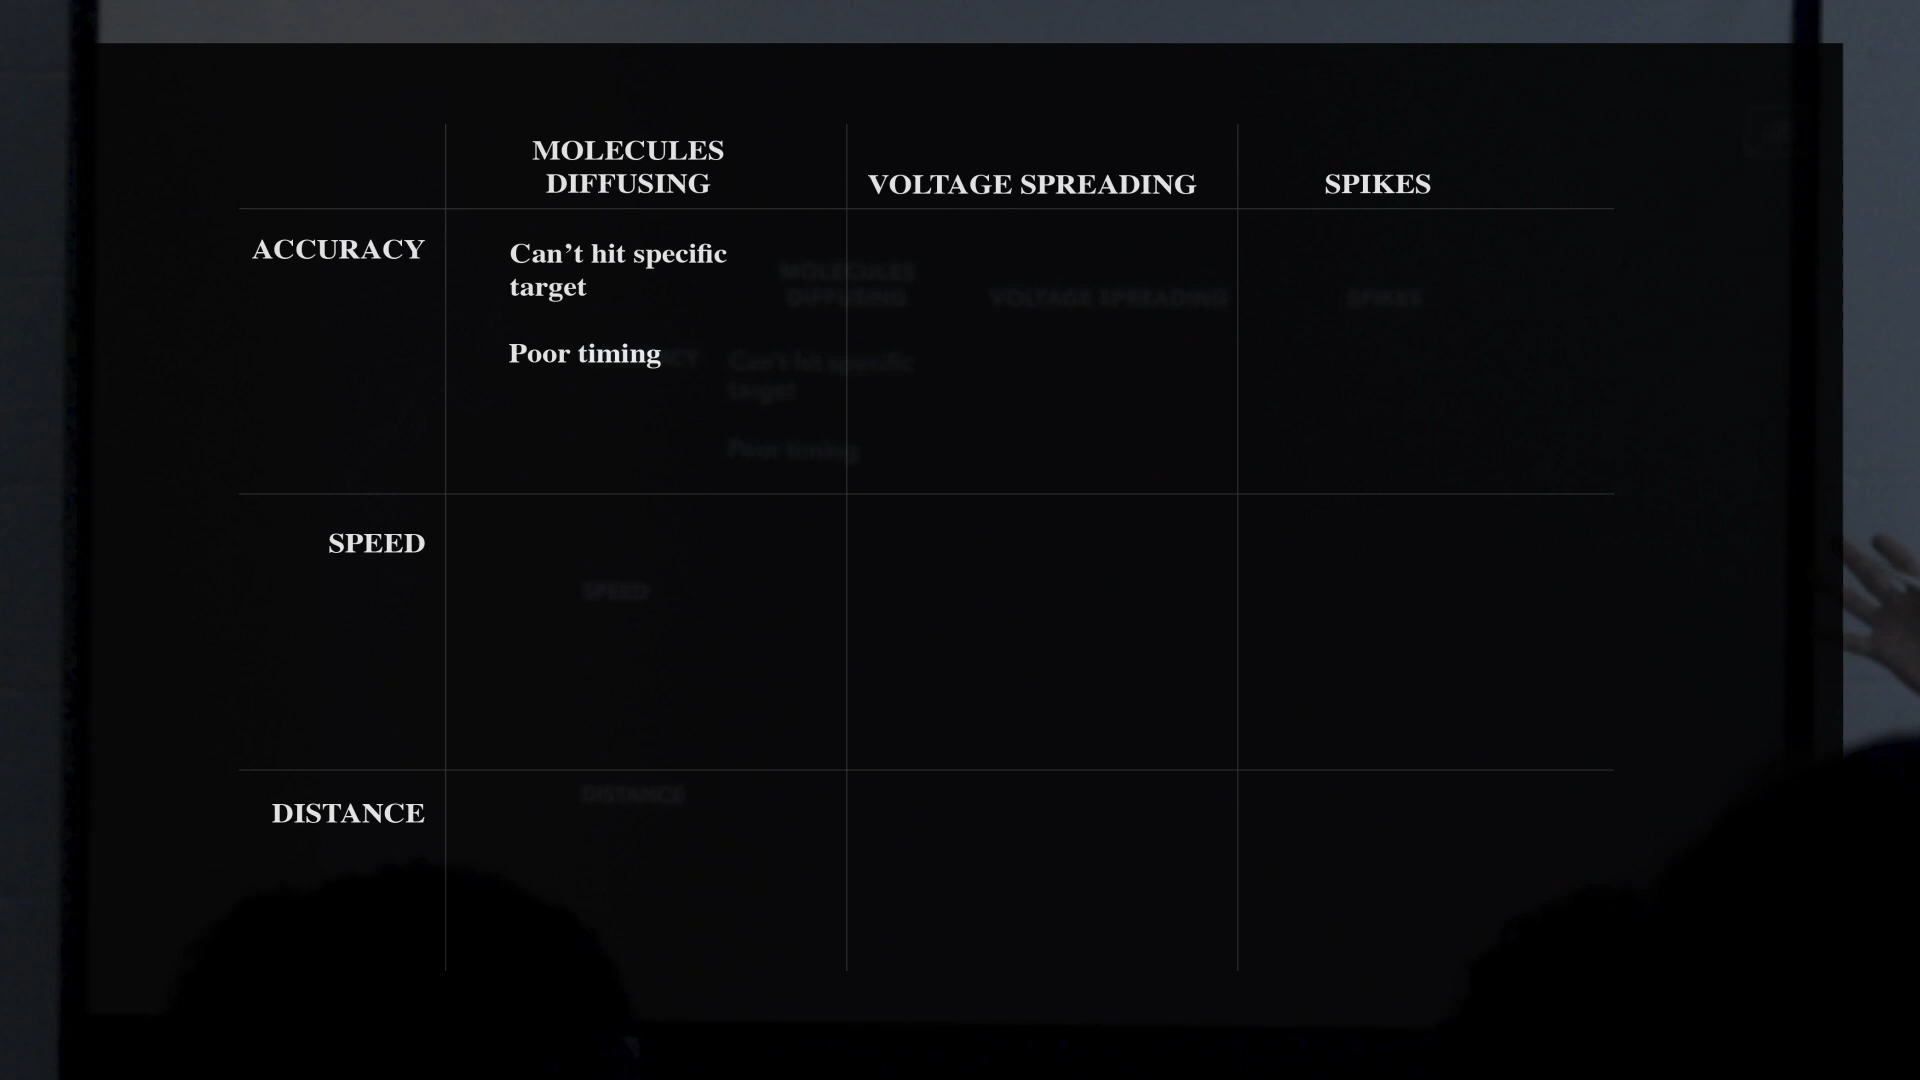 MOLECULES
DIFFUSING
VOLTAGE SPREADING
SPIKES
ACCURACY
Can’t hit specific
target
Poor timing
SPEED
DISTANCE